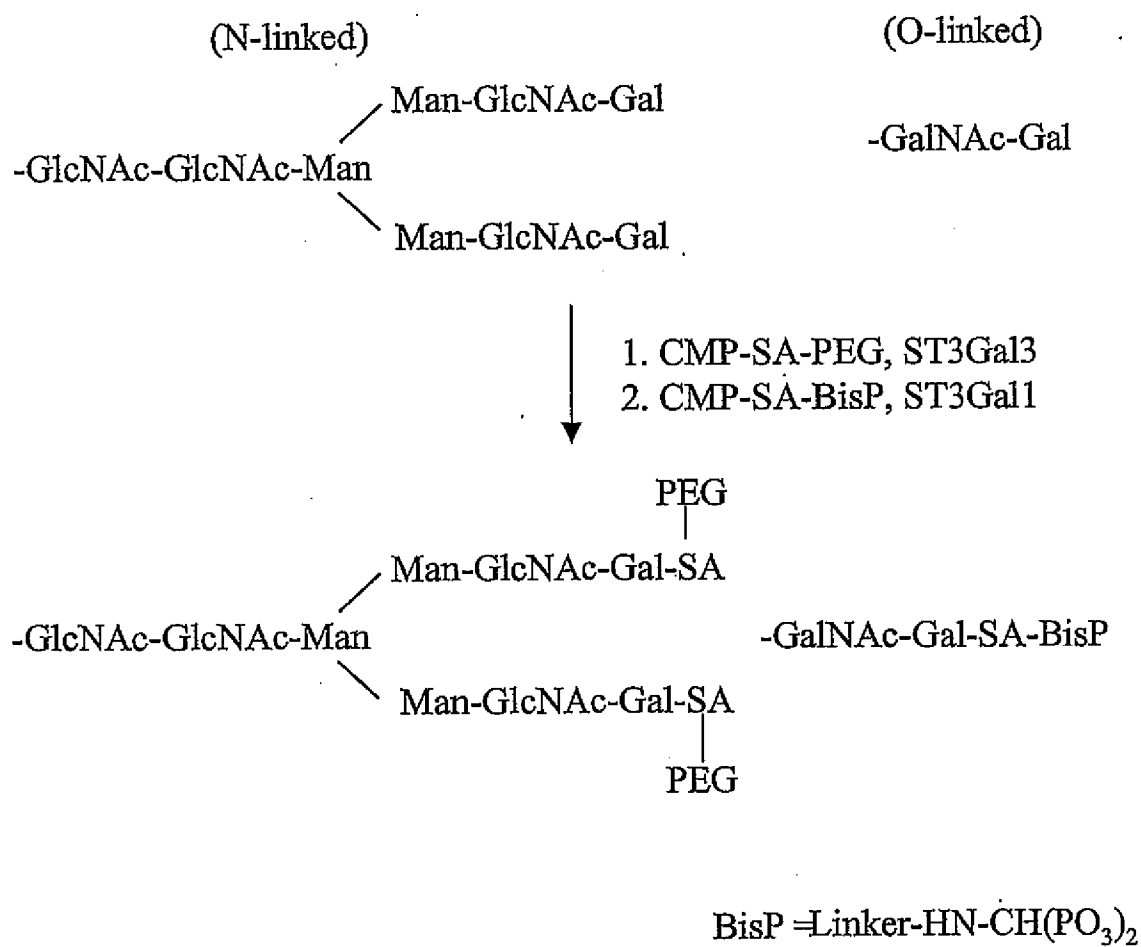 (N-linked)
(O-linked)
Man-GlcNAc-Gal
-GalNAc-Gal
-GlcNAc-GlcNAc-Man
Man-GlcNAc-Gal
1. CMP-SA-PEG, ST3Gal3
2. CMP-SA-BisP, ST3Gal1
PEG
Man-GlcNAc-Gal-SA
-GlcNAc-GlcNAc-Man
-GalNAc-Gal-SA-BisP
Man-GlcNAc-Gal-SA
PEG
BisP =Linker-HN-CH(PO₃)₂